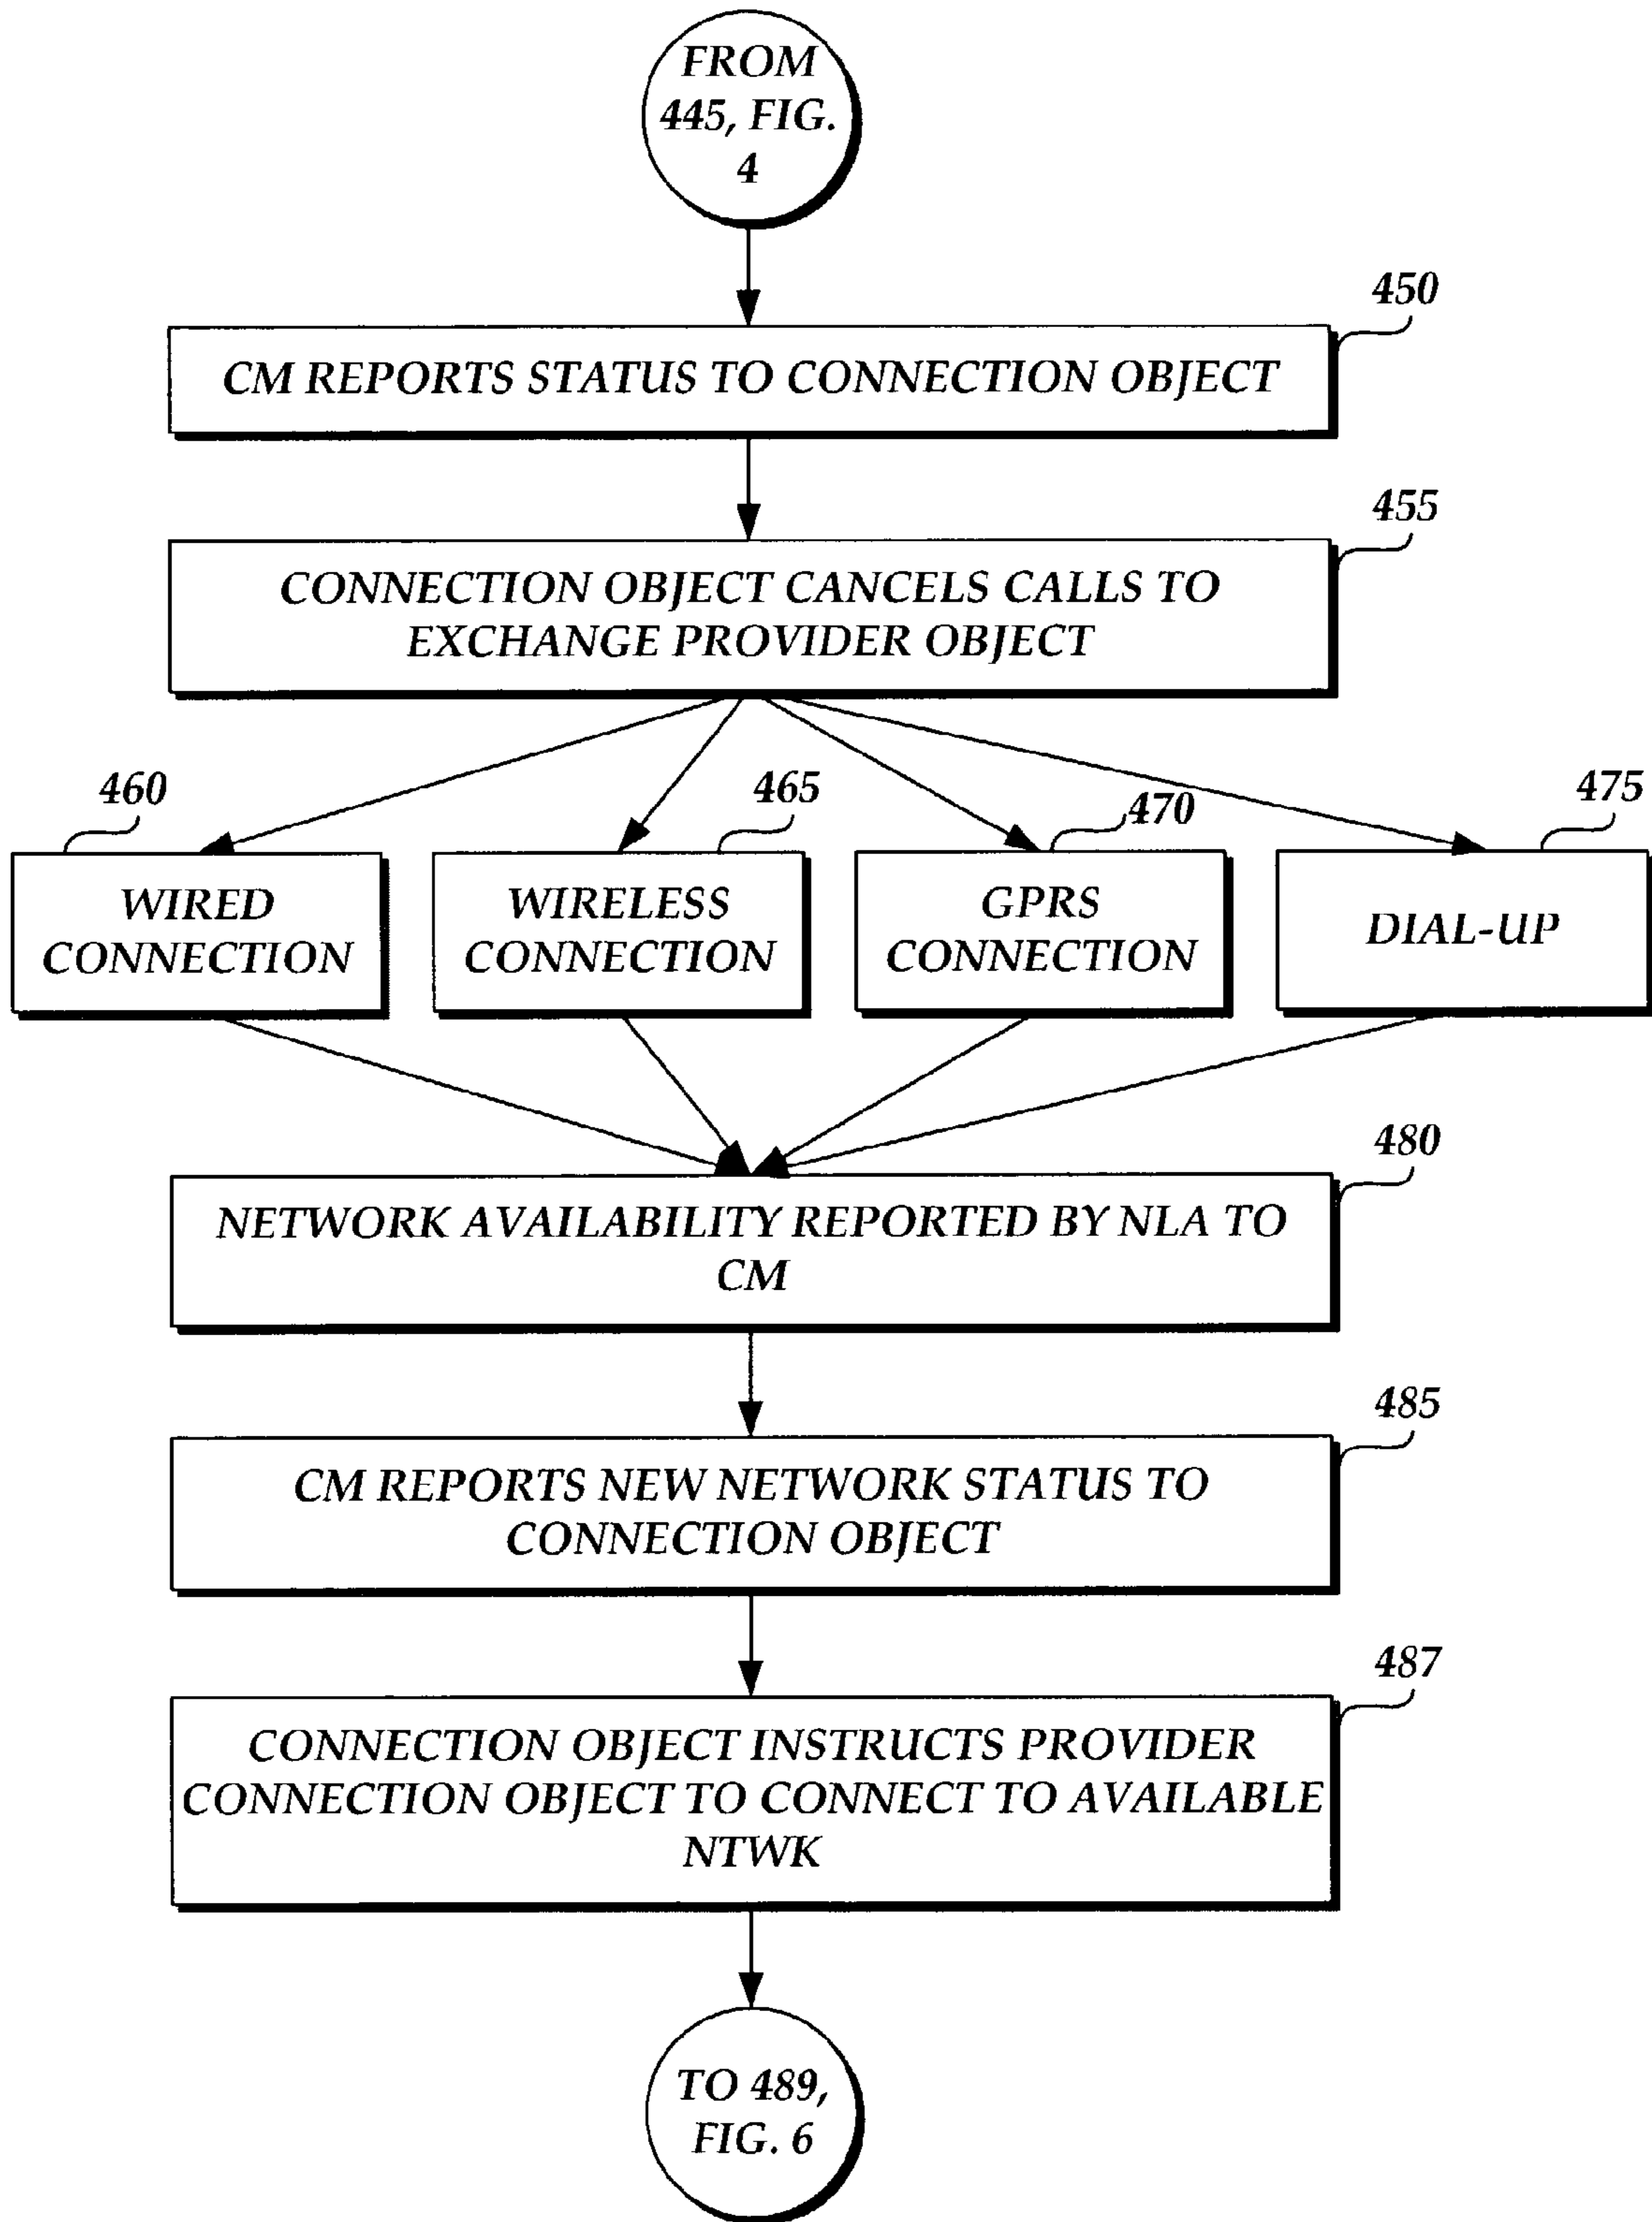 FROM
445, FIG.
4
450
CM REPORTS STATUS TO CONNECTION OBJECT
455
CONNECTION OBJECT CANCELS CALLS TO
EXCHANGE PROVIDER OBJECT
460
465
470
475
WIRED
CONNECTION
WIRELESS
CONNECTION
GPRS
CONNECTION
DIAL-UP
480
NETWORK AVAILABILITY REPORTED BY NLA TO
CM
485
CM REPORTS NEW NETWORK STATUS TO
CONNECTION OBJECT
487
CONNECTION OBJECT INSTRUCTS PROVIDER
CONNECTION OBJECT TO CONNECT TO AVAILABLE
NTWK
TO 489,
FIG. 6